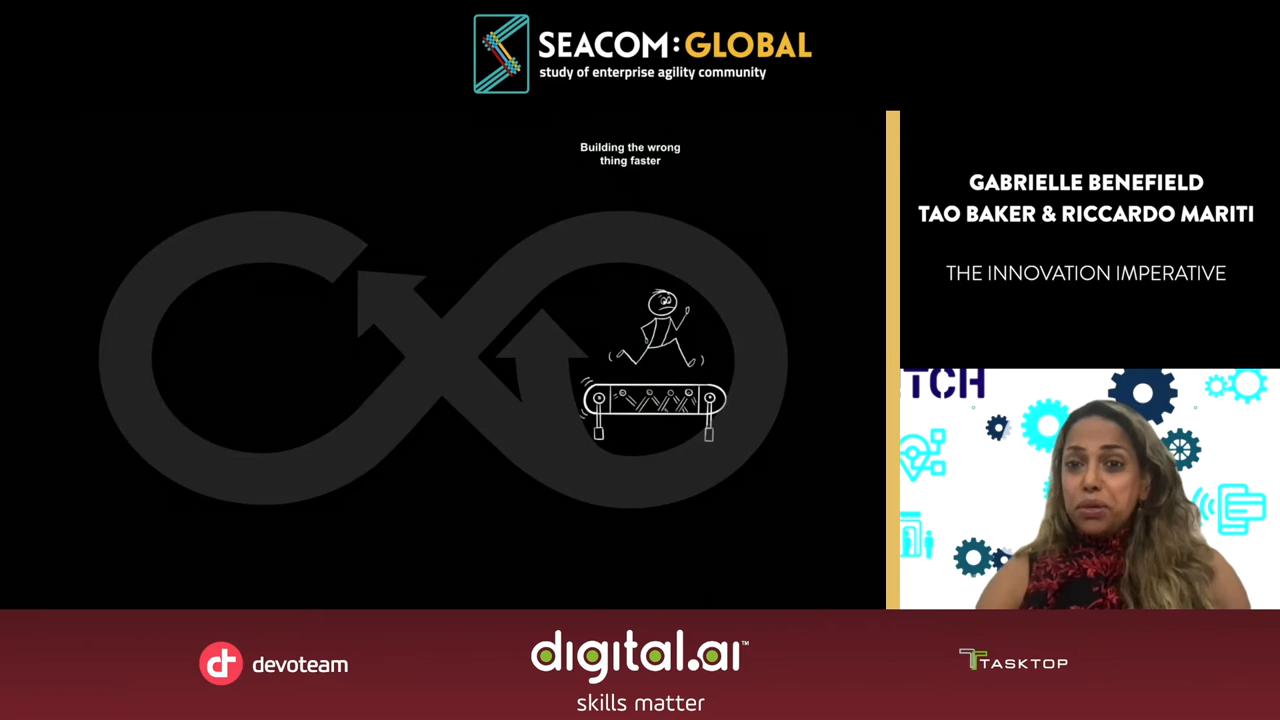 SEACOM:GLOBAL
study of enterprise agility community
Building the wrong
thing faster
GABRIELLE BENEFIELD
TAO BAKER & RICCARDO MARITI
THE INNOVATION IMPERATIVE
TCH
devoteam
digital.ai™
skills matter
TASKTOP